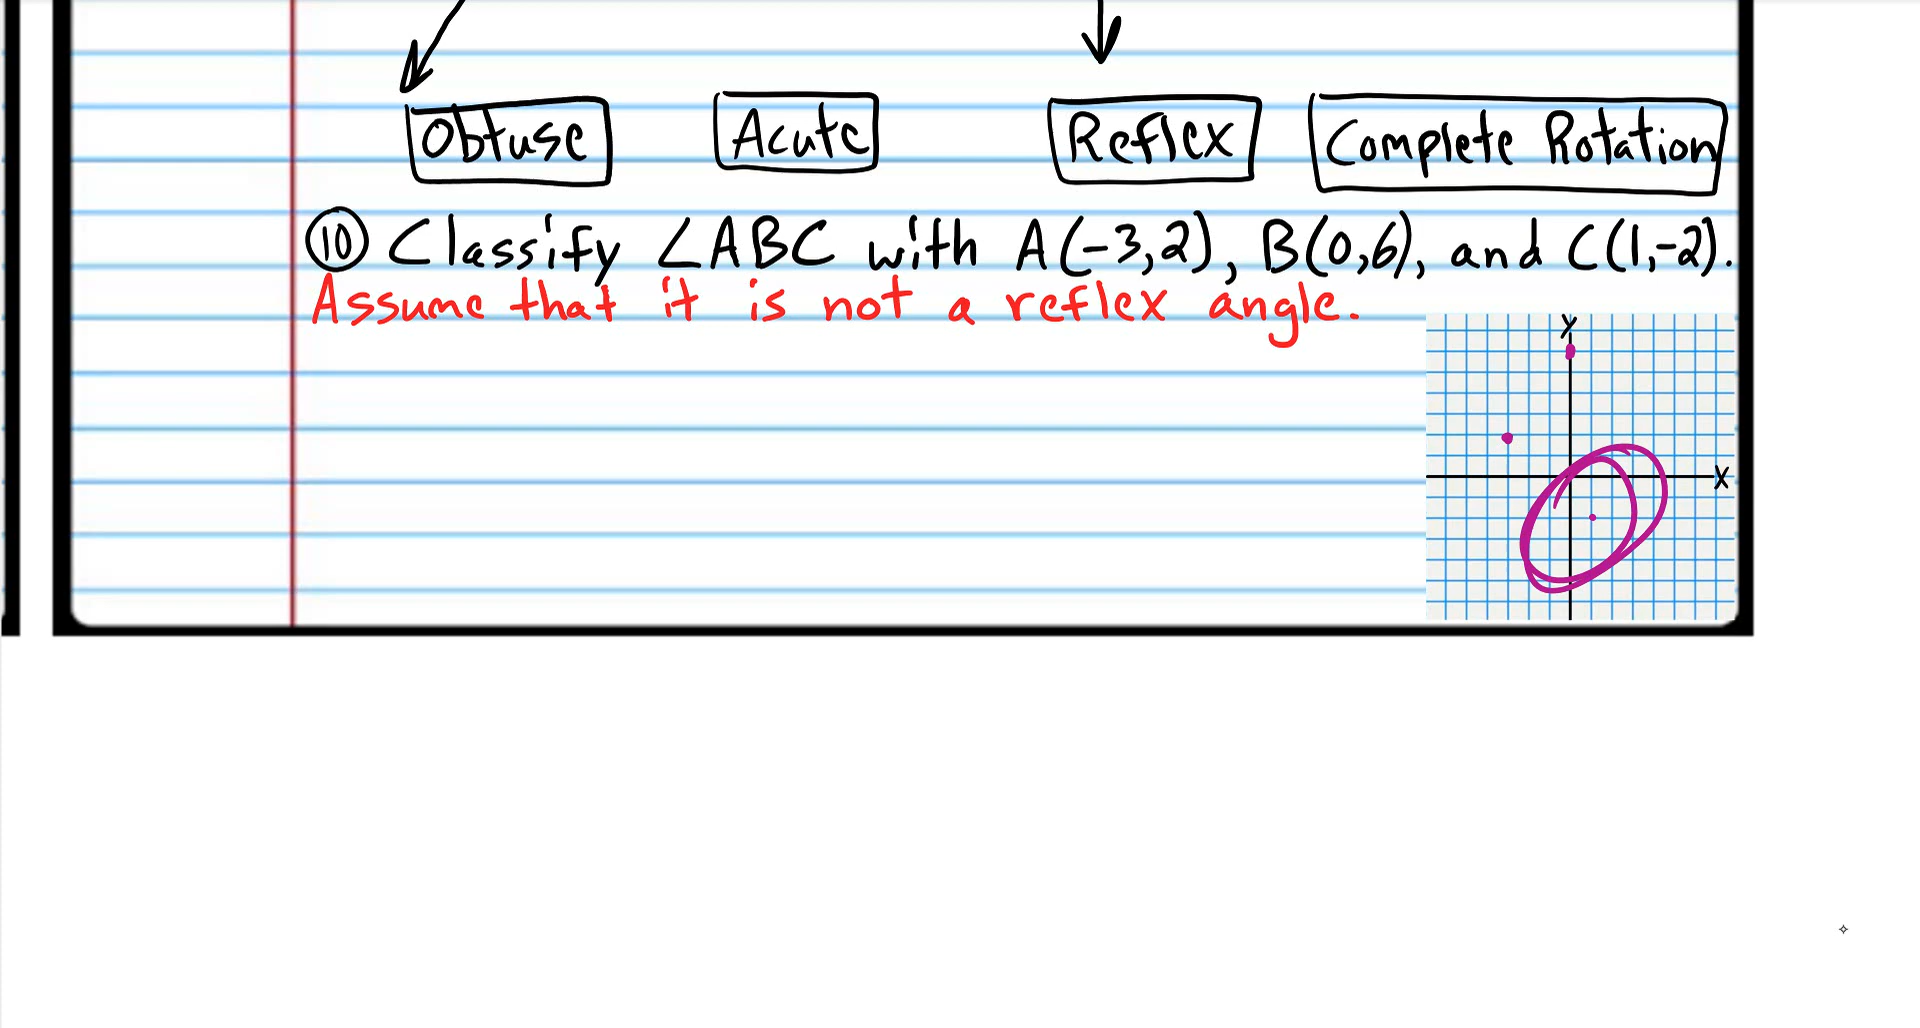 Obtuse Acute Reflex Complete Rotation
10 Classify ∠ABC with A(-3,2), B(0,6), and C(1,-2).
Assume that it is not a reflex angle.
y
x